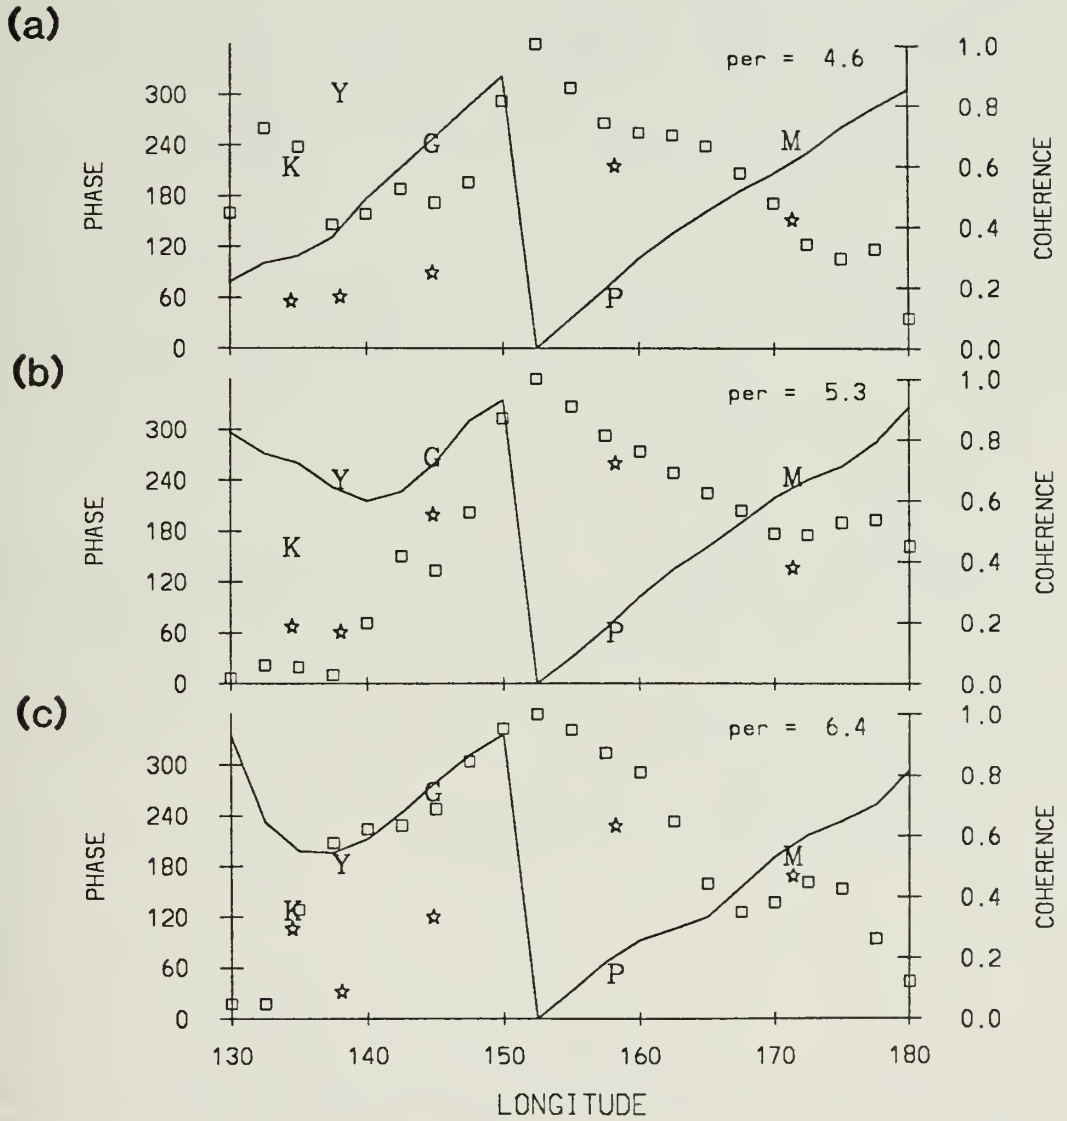 (a)
per = 4.6
PHASE
300
240
180
120
60
0
Y
K
G
P
M
1.0
0.8
0.6
0.4
0.2
0.0
COHERENCE
(b)
per = 5.3
PHASE
300
240
180
120
60
0
Y
K
G
P
M
1.0
0.8
0.6
0.4
0.2
0.0
COHERENCE
(c)
per = 6.4
PHASE
300
240
180
120
60
0
K
Y
G
P
M
1.0
0.8
0.6
0.4
0.2
0.0
COHERENCE
130 140 150 160 170 180
LONGITUDE